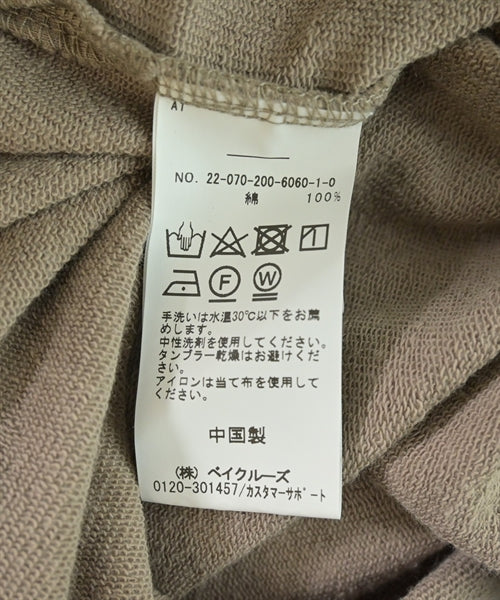 A1
NO. 22-070-200-6060-1-0
綿 100%
F W
手洗いは水温30℃以下をお薦
めします。
中性洗剤を使用してください。
タンブラー乾燥はお避けくだ
さい。
アイロンは当て布を使用して
ください。
中国製
(株) ベイクルーズ
0120-301457/カスタマーサポート